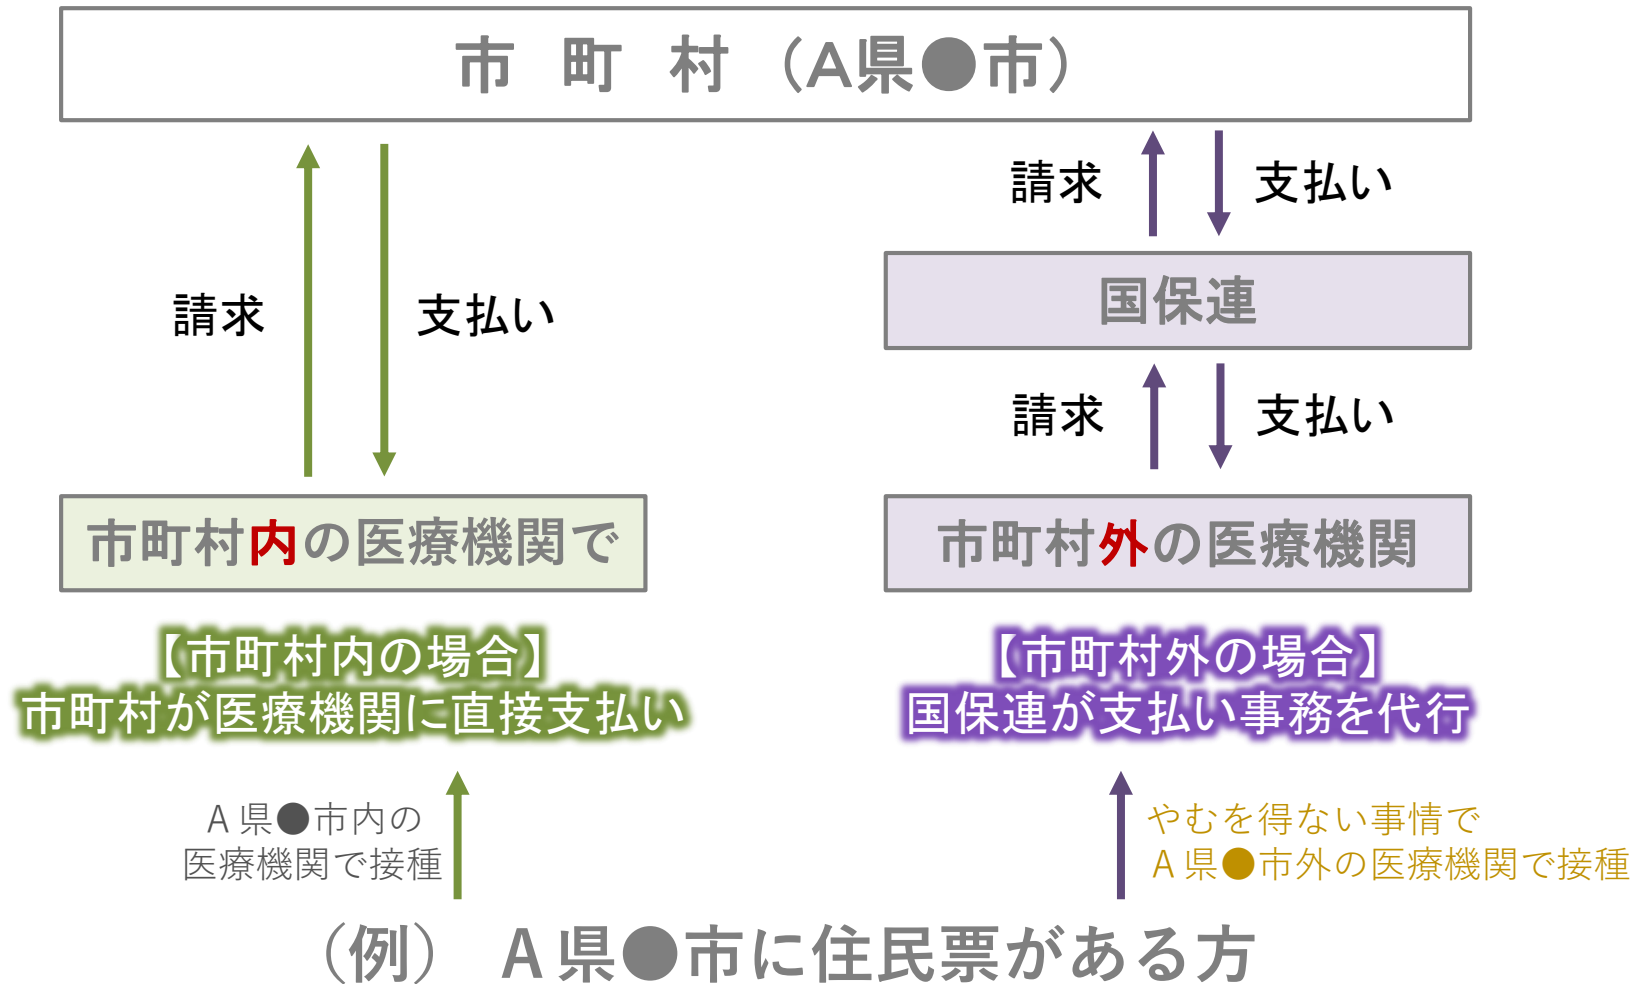 市　町　村　（A県●市）
請求
支払い
国保連
請求
支払い
請求
支払い
市町村内の医療機関で
市町村外の医療機関
【市町村内の場合】
市町村が医療機関に直接支払い
【市町村外の場合】
国保連が支払い事務を代行
A県●市内の
医療機関で接種
やむを得ない事情で
A県●市外の医療機関で接種
（例）　A県●市に住民票がある方